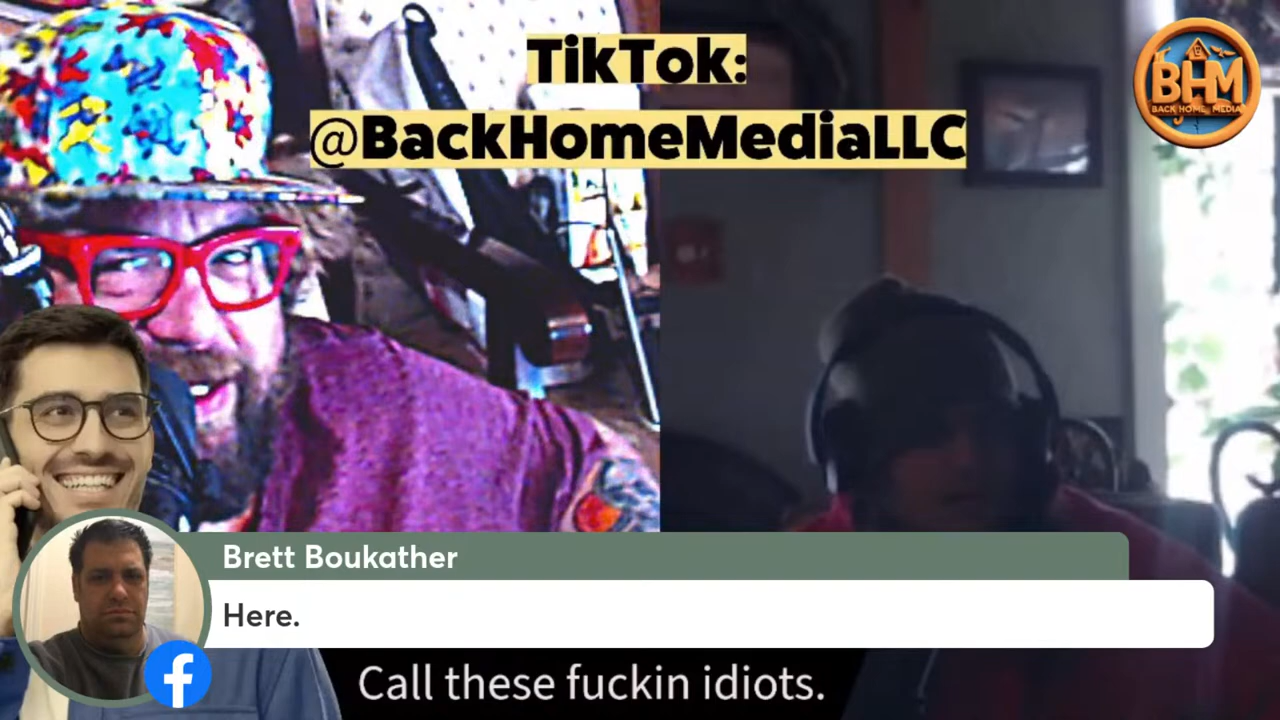 TikTok:
@BackHomeMediaLLC
BHM
BACK HOME MEDIA
Brett Boukather
Here.
Call these fuckin idiots.